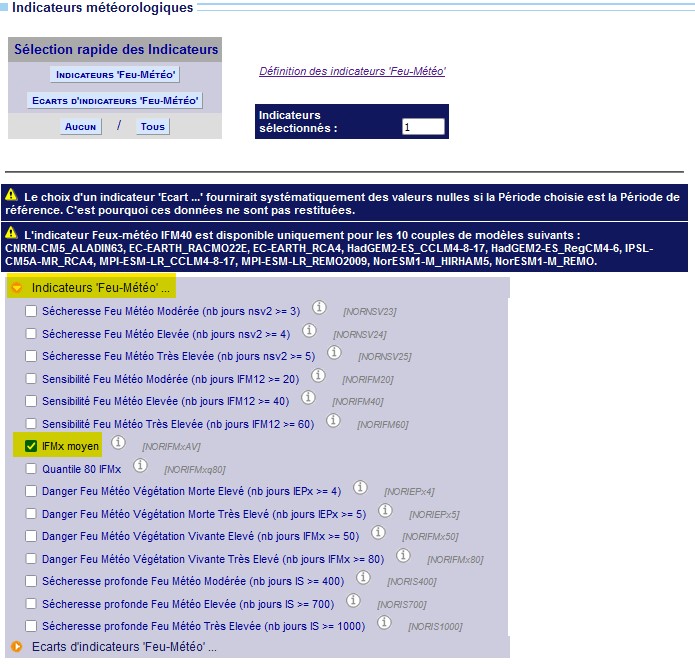 Indicateurs météorologiques
Sélection rapide des Indicateurs
Indicateurs 'Feu-Météo'
Ecarts d'indicateurs 'Feu-Météo'
Aucun / Tous
Définition des indicateurs 'Feu-Météo'
Indicateurs
sélectionnés :
1
Le choix d'un indicateur 'Ecart ...' fournirait systématiquement des valeurs nulles si la Période choisie est la Période de
référence. C'est pourquoi ces données ne sont pas restituées.
L'indicateur Feux-météo IFM40 est disponible uniquement pour les 10 couples de modèles suivants :
CNRM-CM5_ALADIN63, EC-EARTH_RACMO22E, EC-EARTH_RCA4, HadGEM2-ES_CCLM4-8-17, HadGEM2-ES_RegCM4-6, IPSL-
CM5A-MR_RCA4, MPI-ESM-LR_CCLM4-8-17, MPI-ESM-LR_REMO2009, NorESM1-M_HIRHAM5, NorESM1-M_REMO.
Indicateurs 'Feu-Météo' ...
Sécheresse Feu Météo Modérée (nb jours nsv2 >= 3) i [NORNSV23]
Sécheresse Feu Météo Elevée (nb jours nsv2 >= 4) i [NORNSV24]
Sécheresse Feu Météo Très Elevée (nb jours nsv2 >= 5) i [NORNSV25]
Sensibilité Feu Météo Modérée (nb jours IFM12 >= 20) i [NORIFM20]
Sensibilité Feu Météo Elevée (nb jours IFM12 >= 40) i [NORIFM40]
Sensibilité Feu Météo Très Elevée (nb jours IFM12 >= 60) i [NORIFM60]
IFMx moyen i [NORIFMxAV]
Quantile 80 IFMx i [NORIFMxq80]
Danger Feu Météo Végétation Morte Elevé (nb jours IEPx >= 4) i [NORIEPx4]
Danger Feu Météo Végétation Morte Très Elevé (nb jours IEPx >= 5) i [NORIEPx5]
Danger Feu Météo Végétation Vivante Elevé (nb jours IFMx >= 50) i [NORIFMx50]
Danger Feu Météo Végétation Vivante Très Elevé (nb jours IFMx >= 80) i [NORIFMx80]
Sécheresse profonde Feu Météo Modérée (nb jours IS >= 400) i [NORIS400]
Sécheresse profonde Feu Météo Elevée (nb jours IS >= 700) i [NORIS700]
Sécheresse profonde Feu Météo Très Elevée (nb jours IS >= 1000) i [NORIS1000]
Ecarts d'indicateurs 'Feu-Météo' ...